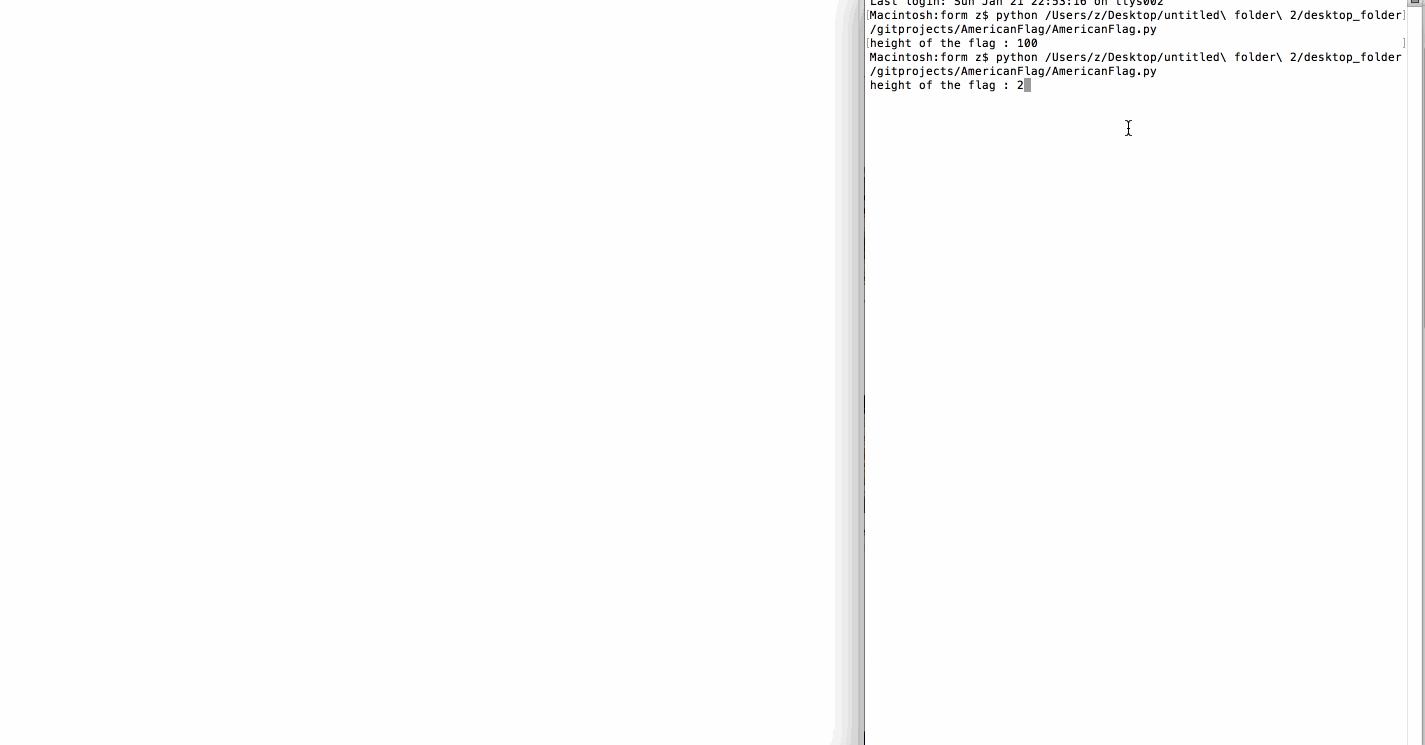 Last login: Sun Jan 21 22:53:16 on ttys002
[Macintosh:form z$ python /Users/z/Desktop/untitled\ folder\ 2/desktop_folder]
/gitprojects/AmericanFlag/AmericanFlag.py
[height of the flag : 100 ]
Macintosh:form z$ python /Users/z/Desktop/untitled\ folder\ 2/desktop_folder
/gitprojects/AmericanFlag/AmericanFlag.py
height of the flag : 2